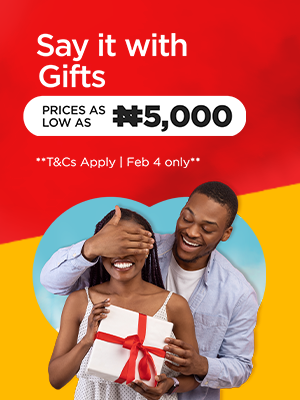 Say it with
Gifts
PRICES AS
LOW AS
₦5,000
**T&Cs Apply | Feb 4 only**